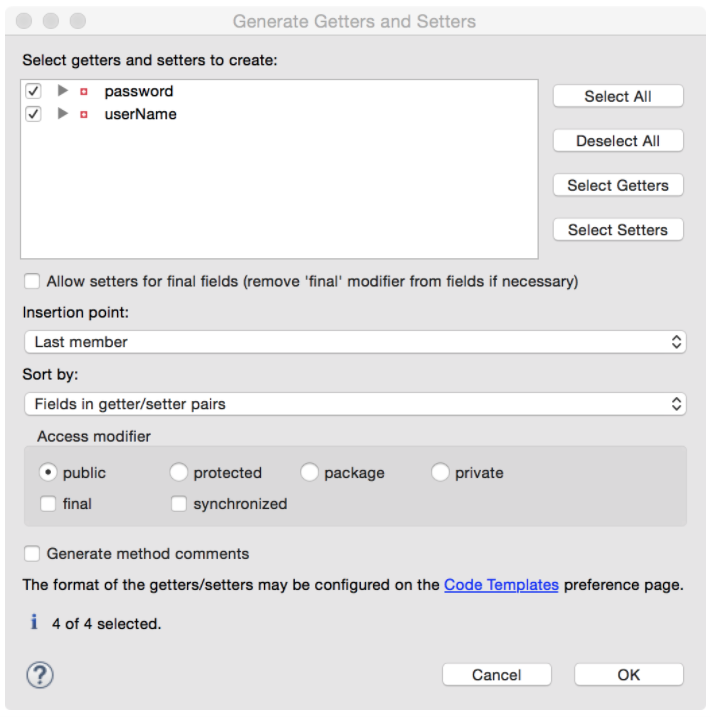 Generate Getters and Setters
Select getters and setters to create:
password
userName
Select All
Deselect All
Select Getters
Select Setters
Allow setters for final fields (remove 'final' modifier from fields if necessary)
Insertion point:
Last member
Sort by:
Fields in getter/setter pairs
Access modifier
public protected package private
final synchronized
Generate method comments
The format of the getters/setters may be configured on the Code Templates preference page.
i 4 of 4 selected.
? Cancel OK